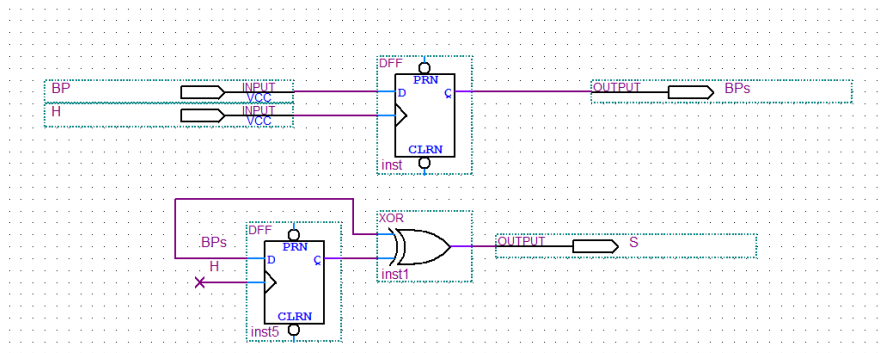 DFF
BP INPUT VCC PRN D Q OUTPUT BPs
H INPUT VCC
CLRN
inst
DFF XOR
BPs PRN D Q OUTPUT S
H
CLRN inst1
inst5